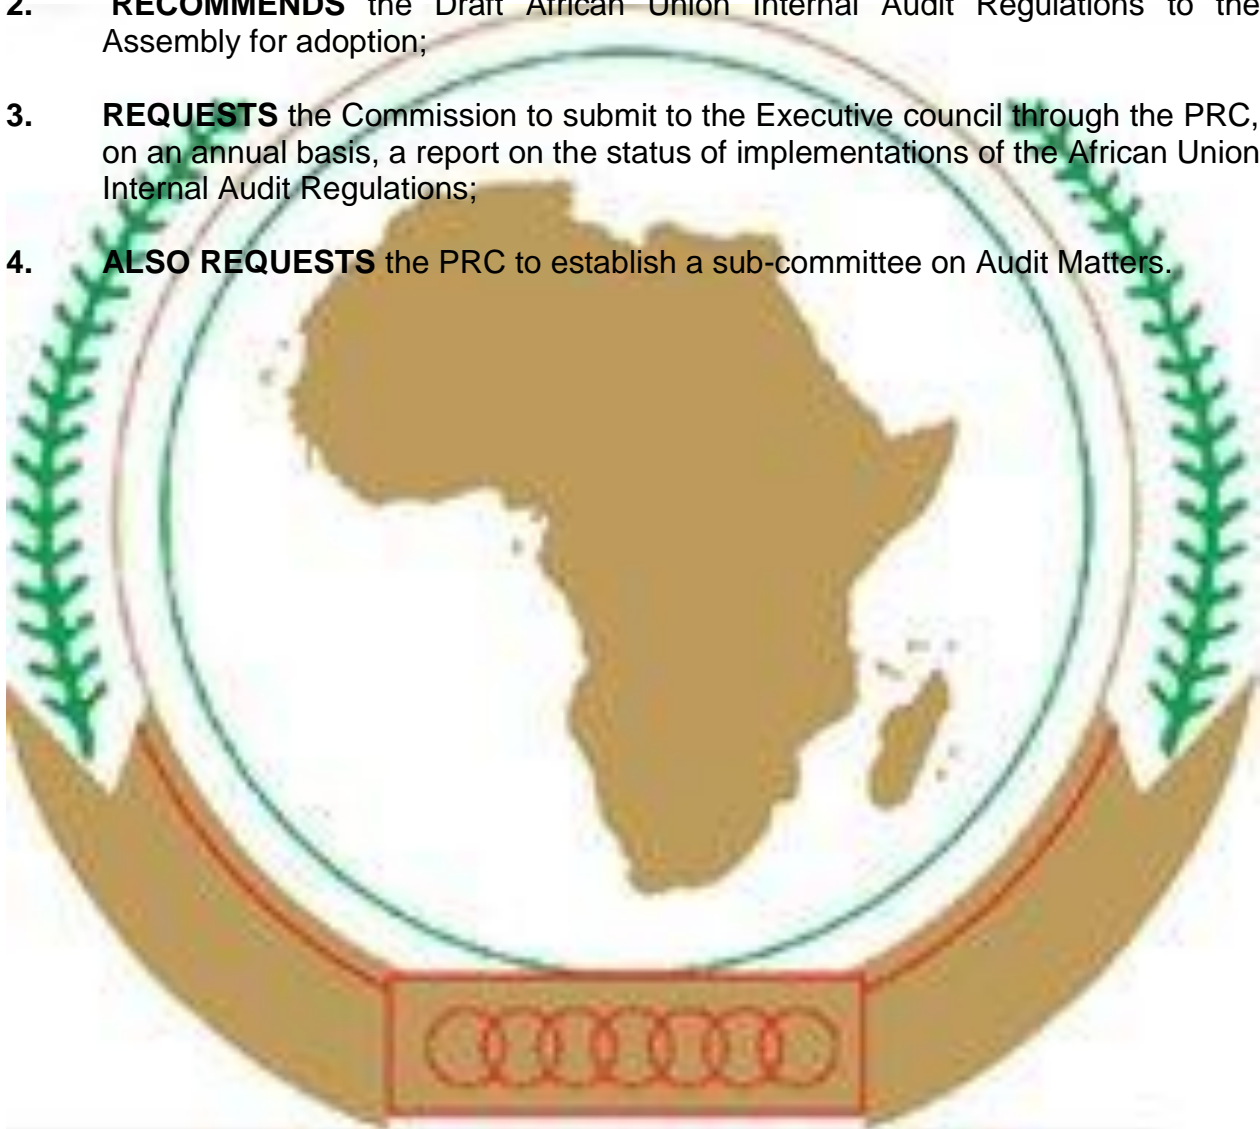 2. RECOMMENDS the Draft African Union Internal Audit Regulations to the
Assembly for adoption;
3. REQUESTS the Commission to submit to the Executive council through the PRC,
on an annual basis, a report on the status of implementations of the African Union
Internal Audit Regulations;
4. ALSO REQUESTS the PRC to establish a sub-committee on Audit Matters.